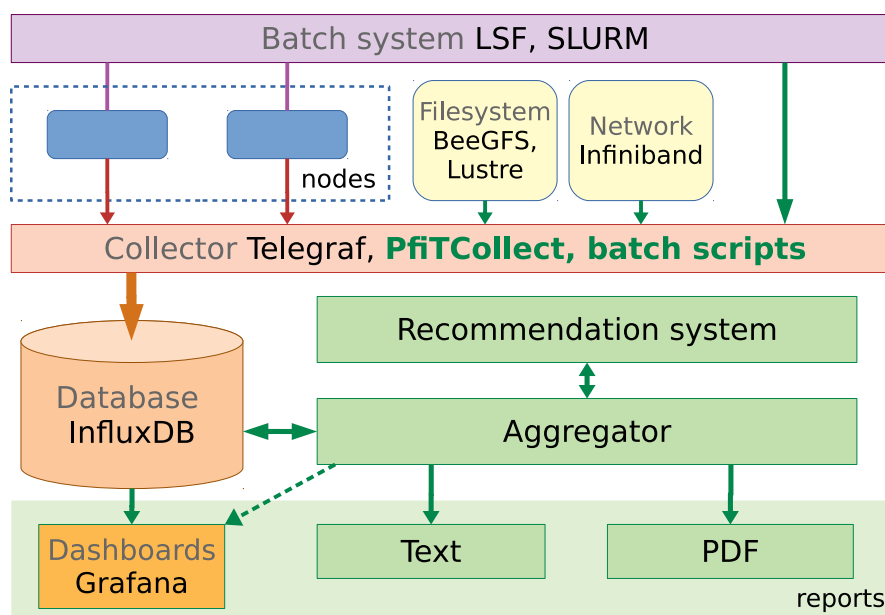 Batch system LSF, SLURM
Filesystem
BeeGFS,
Lustre
Network
Infiniband
nodes
Collector Telegraf, PfiTCollect, batch scripts
Recommendation system
Database
InfluxDB
Aggregator
Dashboards
Grafana
Text
PDF
reports